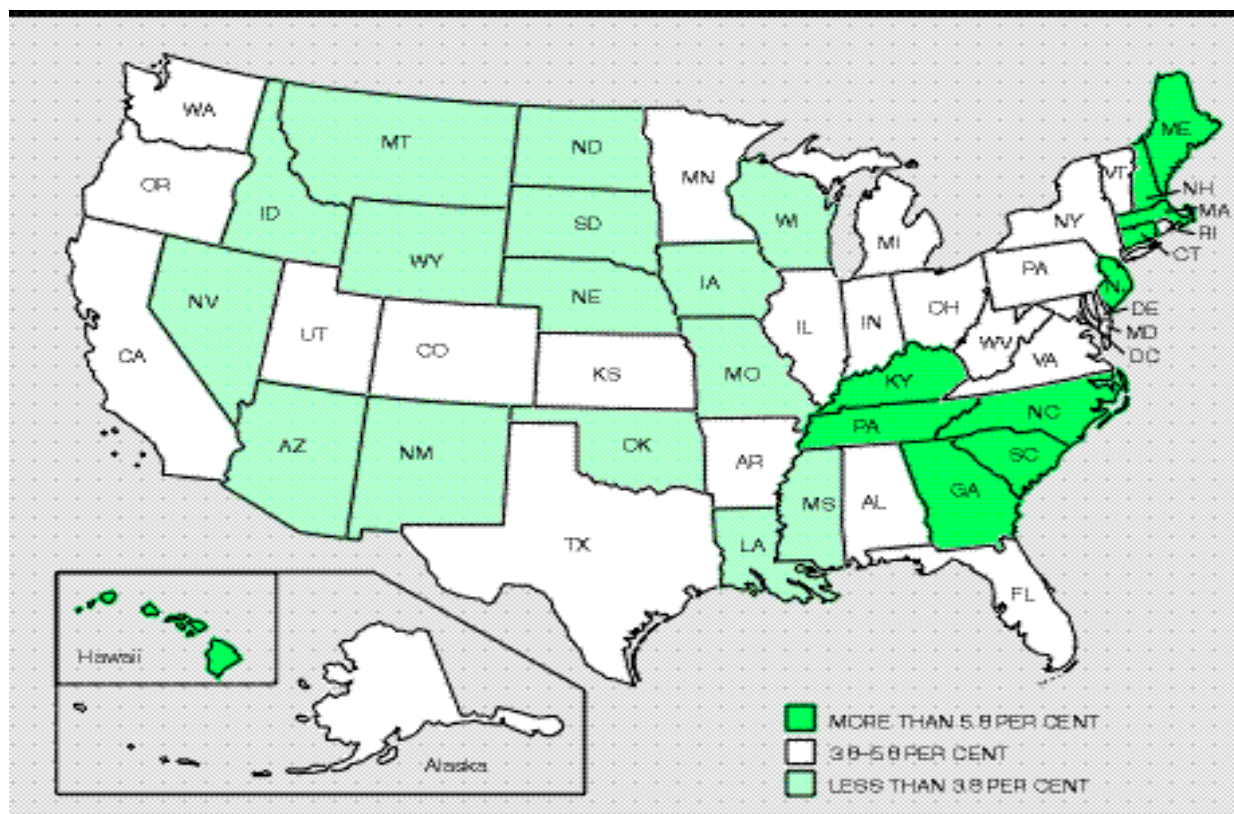 WA
MT
ND
MN
ME
OR
ID
SD
WI
VT
NH
MA
NY
MI
RI
CT
WY
IA
PA
NV
NE
N.
UT
IL
IN
OH
DE
MD
DC
CA
CO
KS
MO
WV
VA
KY
PA
NC
AZ
NM
OK
AR
SC
MS
AL
GA
TX
LA
FL
Hawaii
Alaska
MORE THAN 5.8 PER CENT
3.8–5.8 PER CENT
LESS THAN 3.8 PER CENT